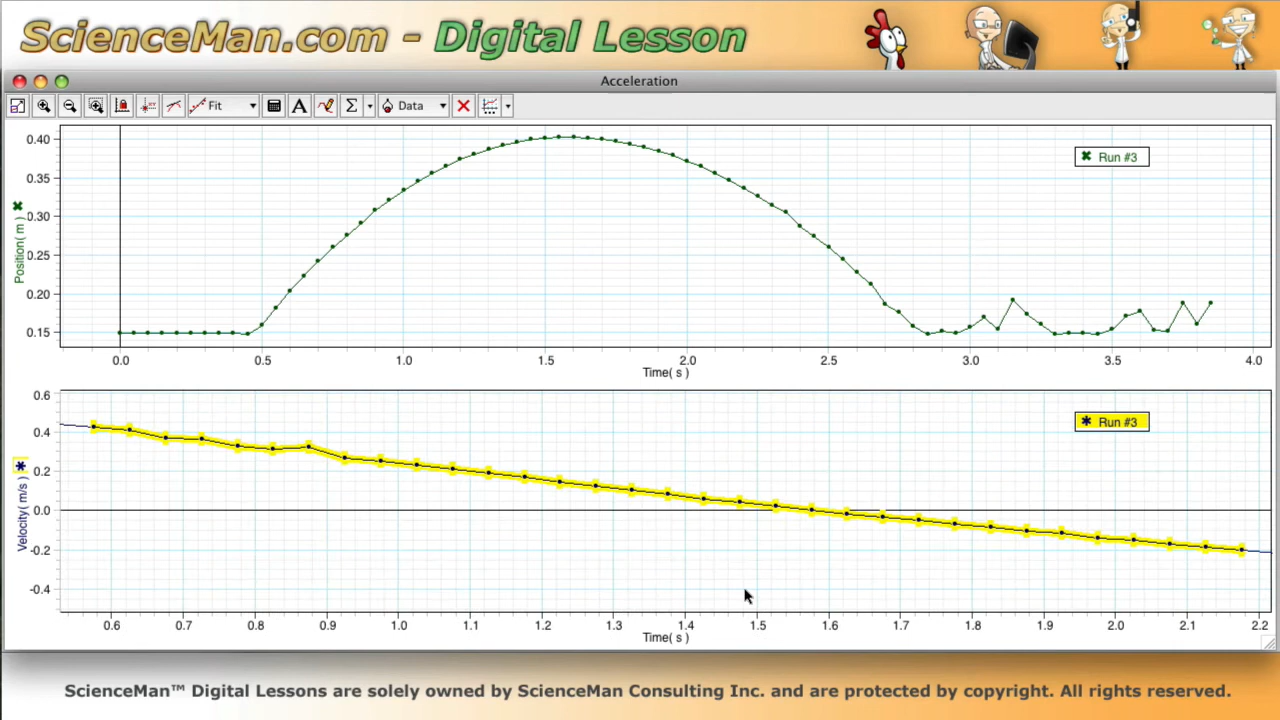 ScienceMan.com - Digital Lesson
Acceleration
Fit
Data
0.40
0.35
0.30
0.25
0.20
0.15
Position( m )
Run #3
0.0 0.5 1.0 1.5 2.0 2.5 3.0 3.5 4.0
Time( s )
0.6
0.4
0.2
0.0
-0.2
-0.4
Velocity( m/s )
Run #3
0.6 0.7 0.8 0.9 1.0 1.1 1.2 1.3 1.4 1.5 1.6 1.7 1.8 1.9 2.0 2.1 2.2
Time( s )
ScienceMan™ Digital Lessons are solely owned by ScienceMan Consulting Inc. and are protected by copyright. All rights reserved.